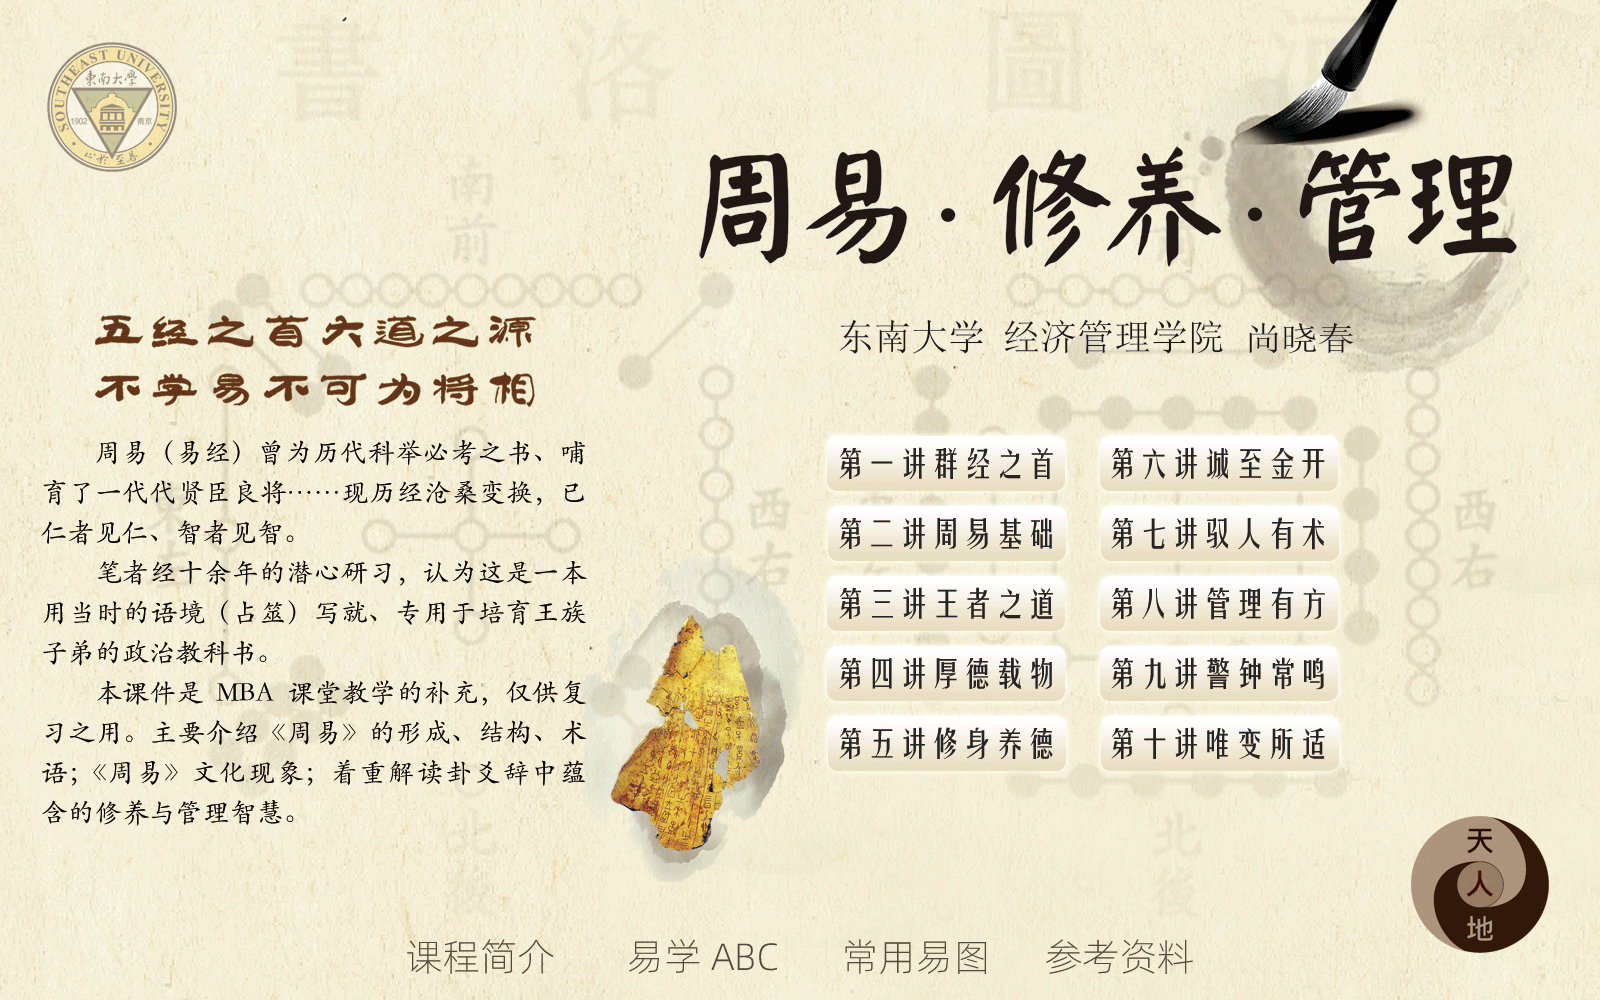 書 洛 圖 河
SOUTHEAST UNIVERSITY
東南大學
1902 南京
止於至善
周易·修养·管理
东南大学 经济管理学院 尚晓春
南
前
五经之首大道之源
不学易不可为将相
周易（易经）曾为历代科举必考之书、哺
育了一代代贤臣良将……现历经沧桑变换，已
仁者见仁、智者见智。
笔者经十余年的潜心研习，认为这是一本
用当时的语境（占筮）写就、专用于培育王族
子弟的政治教科书。
本课件是 MBA 课堂教学的补充，仅供复
习之用。主要介绍《周易》的形成、结构、术
语；《周易》文化现象；着重解读卦爻辞中蕴
含的修养与管理智慧。
西
右
西
右
北
後
北
後
第一讲群经之首
第二讲周易基础
第三讲王者之道
第四讲厚德载物
第五讲修身养德
第六讲诚至金开
第七讲驭人有术
第八讲管理有方
第九讲警钟常鸣
第十讲唯变所适
天
人
地
课程简介 易学 ABC 常用易图 参考资料